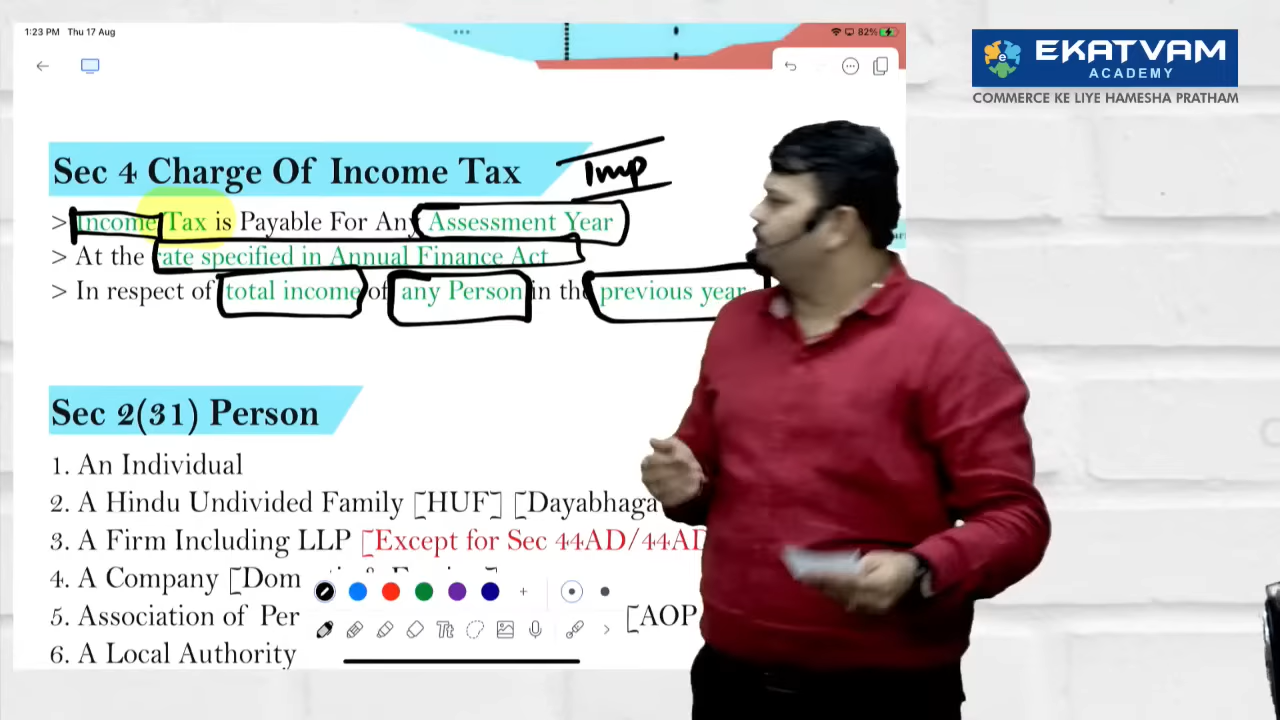 1:23 PM Thu 17 Aug
82%
EKATVAM
ACADEMY
COMMERCE KE LIYE HAMESHA PRATHAM
Sec 4 Charge Of Income Tax
Imp
> Income Tax is Payable For Any Assessment Year
> At the rate specified in Annual Finance Act
> In respect of total income of any Person in the previous year
Sec 2(31) Person
1. An Individual
2. A Hindu Undivided Family [HUF] [Dayabhaga
3. A Firm Including LLP [Except for Sec 44AD/44AD
4. A Company [Dom
5. Association of Per [AOP
6. A Local Authority